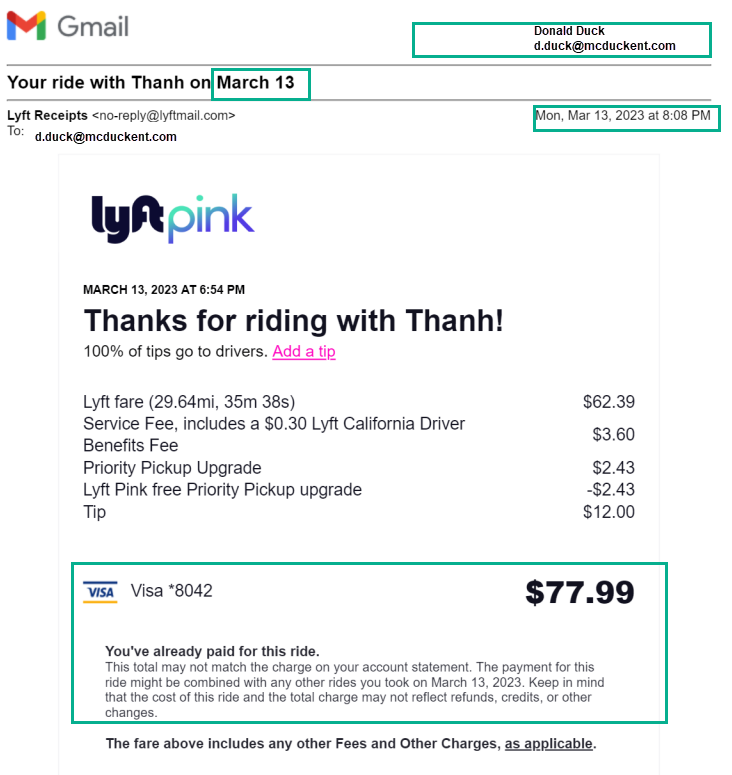 Gmail
Donald Duck
d.duck@mcduckent.com
Your ride with Thanh on March 13
Lyft Receipts <no-reply@lyftmail.com>
Mon, Mar 13, 2023 at 8:08 PM
To: d.duck@mcduckent.com
lyft pink
MARCH 13, 2023 AT 6:54 PM
Thanks for riding with Thanh!
100% of tips go to drivers. Add a tip
Lyft fare (29.64mi, 35m 38s) $62.39
Service Fee, includes a $0.30 Lyft California Driver
Benefits Fee $3.60
Priority Pickup Upgrade $2.43
Lyft Pink free Priority Pickup upgrade -$2.43
Tip $12.00
VISA Visa *8042 $77.99
You've already paid for this ride.
This total may not match the charge on your account statement. The payment for this
ride might be combined with any other rides you took on March 13, 2023. Keep in mind
that the cost of this ride and the total charge may not reflect refunds, credits, or other
changes.
The fare above includes any other Fees and Other Charges, as applicable.